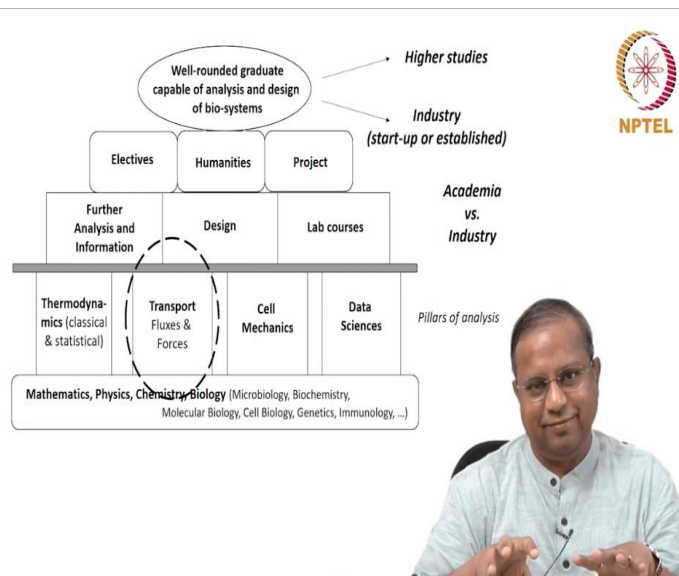 Well-rounded graduate
capable of analysis and design
of bio-systems
Higher studies
Industry
(start-up or established)
NPTEL
Electives
Humanities
Project
Academia
vs.
Industry
Further
Analysis and
Information
Design
Lab courses
Thermodyna-
mics (classical
& statistical)
Transport
Fluxes &
Forces
Cell
Mechanics
Data
Sciences
Pillars of analysis
Mathematics, Physics, Chemistry, Biology (Microbiology, Biochemistry,
Molecular Biology, Cell Biology, Genetics, Immunology, ...)